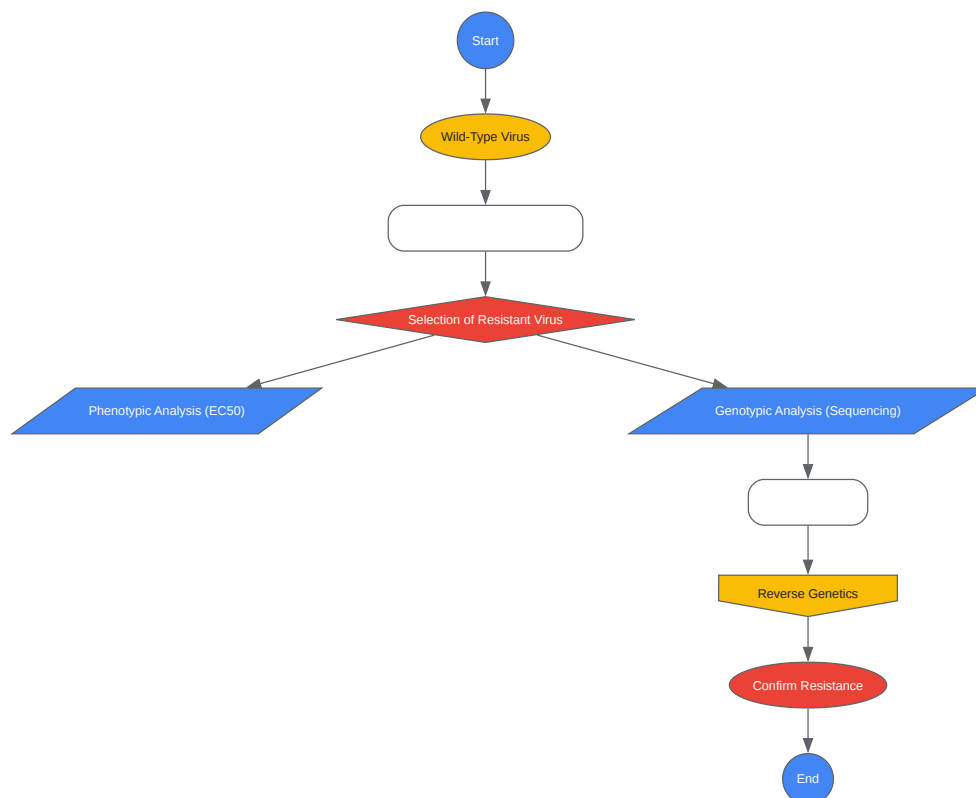 Start
Wild-Type Virus
Selection of Resistant Virus
Phenotypic Analysis (EC50)
Genotypic Analysis (Sequencing)
Reverse Genetics
Confirm Resistance
End